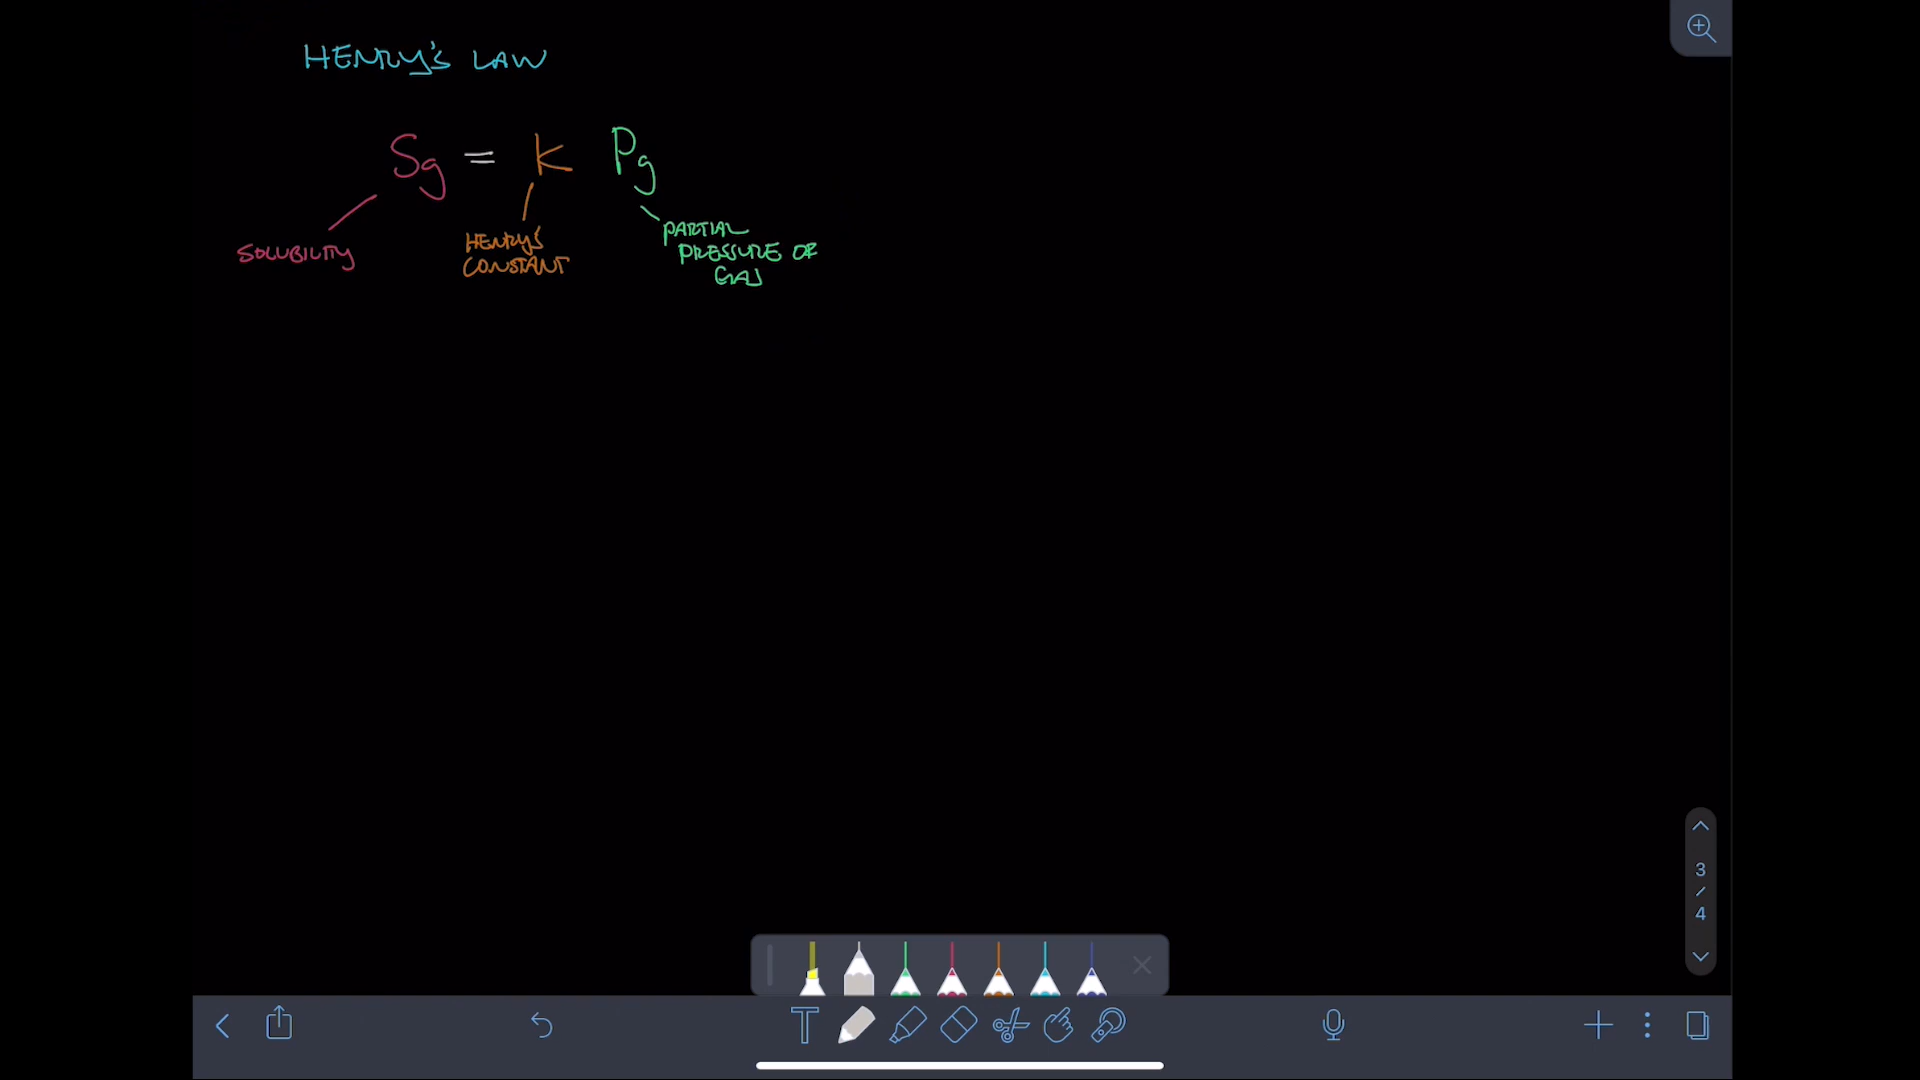 HENRY'S LAW
Sg = K Pg
SOLUBILITY
HENRY'S
CONSTANT
PARTIAL
PRESSURE OF
GAS
3
/
4
T